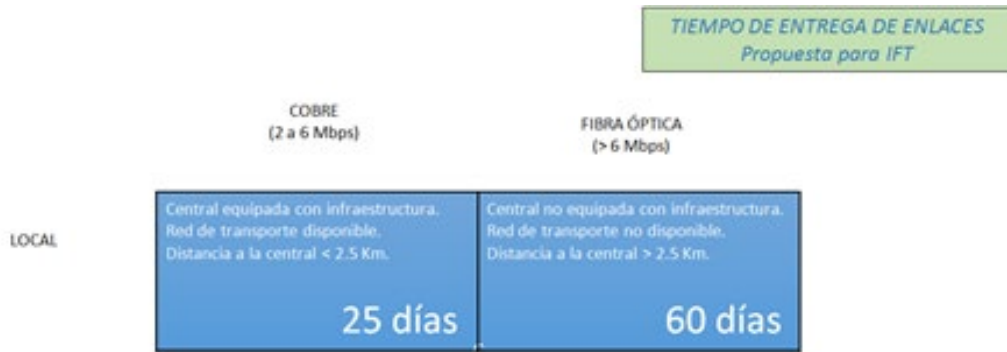 TIEMPO DE ENTREGA DE ENLACES
Propuesta para IFT
COBRE
(2 a 6 Mbps)
FIBRA ÓPTICA
(> 6 Mbps)
LOCAL
Central equipada con infraestructura.
Red de transporte disponible.
Distancia a la central < 2.5 Km.
25 días
Central no equipada con infraestructura.
Red de transporte no disponible.
Distancia a la central > 2.5 Km.
60 días